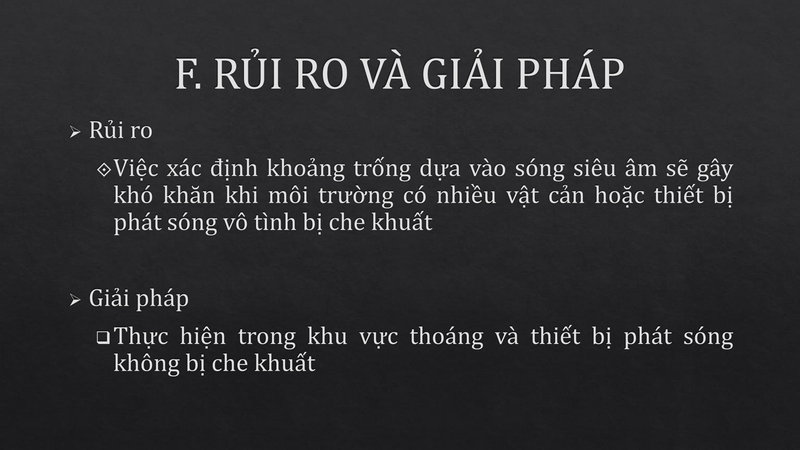 F. RỦI RO VÀ GIẢI PHÁP
Rủi ro
Việc xác định khoảng trống dựa vào sóng siêu âm sẽ gây
khó khăn khi môi trường có nhiều vật cản hoặc thiết bị
phát sóng vô tình bị che khuất
Giải pháp
Thực hiện trong khu vực thoáng và thiết bị phát sóng
không bị che khuất